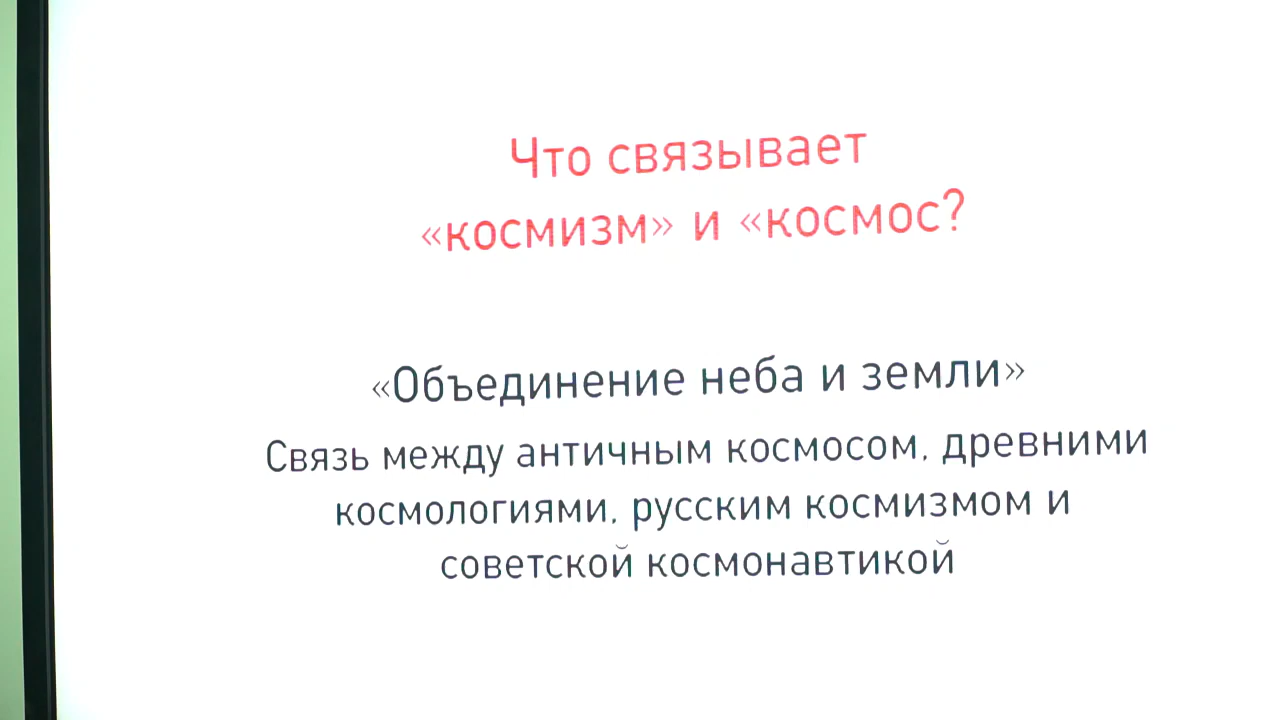 Что связывает
«космизм» и «космос?
«Объединение неба и земли»
Связь между античным космосом, древними
космологиями, русским космизмом и
советской космонавтикой